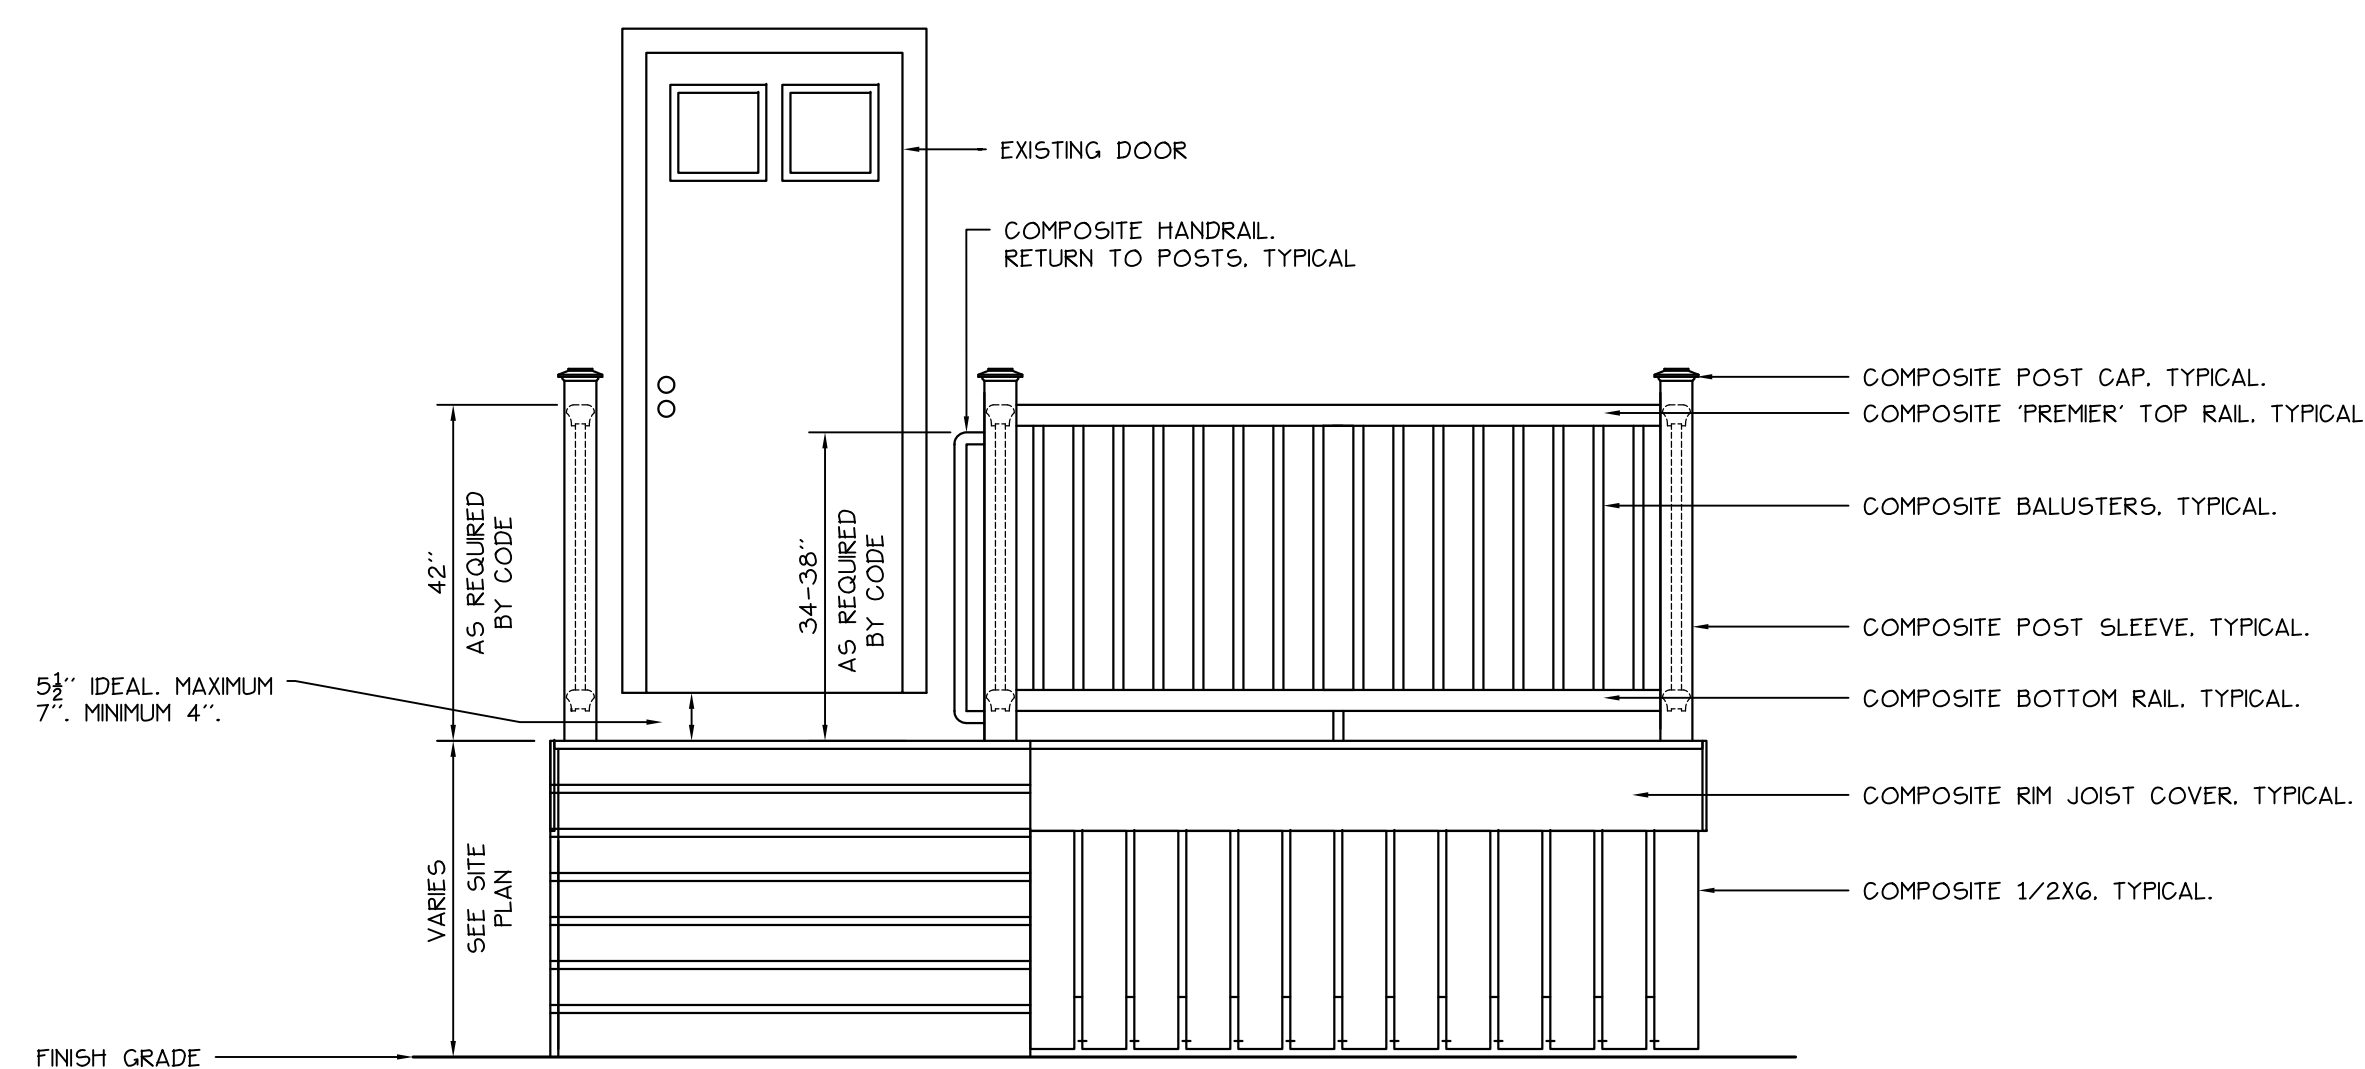 EXISTING DOOR
COMPOSITE HANDRAIL.
RETURN TO POSTS, TYPICAL
COMPOSITE POST CAP, TYPICAL.
COMPOSITE 'PREMIER' TOP RAIL, TYPICAL
COMPOSITE BALUSTERS, TYPICAL.
COMPOSITE POST SLEEVE, TYPICAL.
COMPOSITE BOTTOM RAIL, TYPICAL.
COMPOSITE RIM JOIST COVER, TYPICAL.
COMPOSITE 1/2X6, TYPICAL.
42"
AS REQUIRED
BY CODE
34-38"
AS REQUIRED
BY CODE
5½" IDEAL. MAXIMUM
7". MINIMUM 4".
VARIES
SEE SITE
PLAN
FINISH GRADE